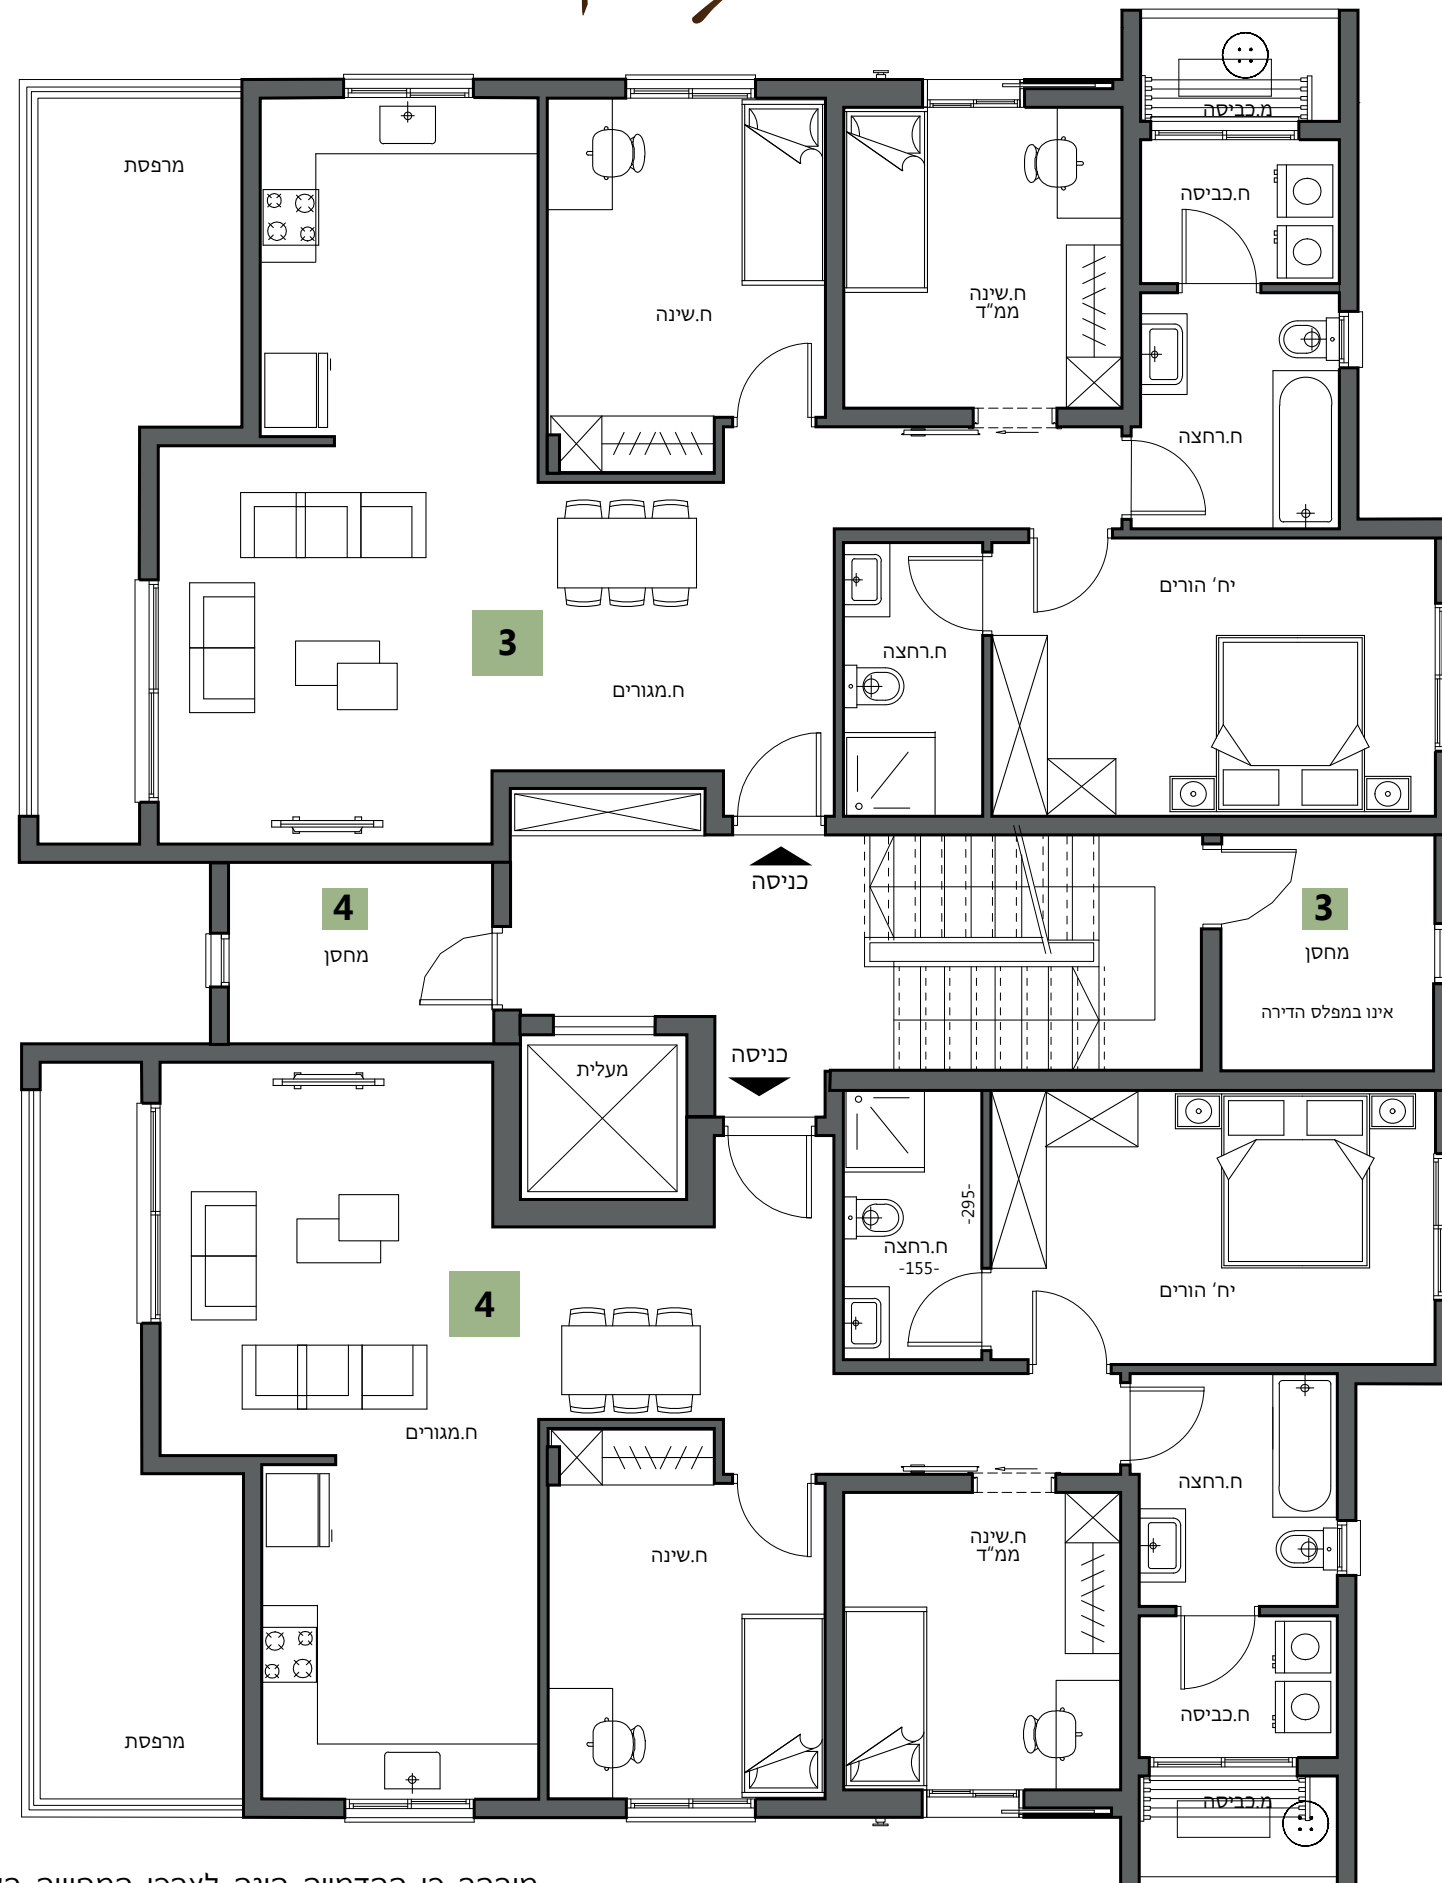 מ.כביסה
מרפסת
ח.כביסה
ח.שינה
ממ"ד
ח.שינה
ח.רחצה
יח' הורים
3
ח.רחצה
ח.מגורים
כניסה
4
מחסן
3
מחסן
אינו במפלס הדירה
כניסה
מעלית
-295-
ח.רחצה
-155-
יח' הורים
4
ח.מגורים
ח.רחצה
ח.שינה
ממ"ד
ח.שינה
ח.כביסה
מרפסת
מ.כביסה